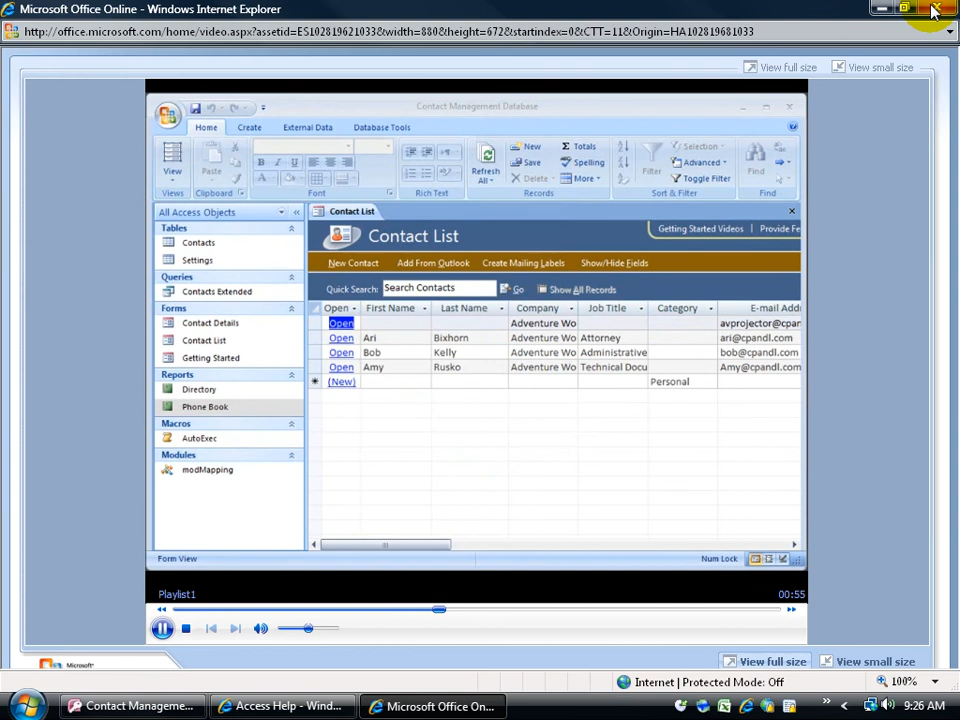 Microsoft Office Online - Windows Internet Explorer
http://office.microsoft.com/home/video.aspx?assetid=ES102819621033&width=880&height=672&startindex=0&CTT=11&Origin=HA102819681033
View full size View small size
Contact Management Database
Home Create External Data Database Tools
View
Views
Paste
Clipboard
B I U
A
Font
Rich Text
Refresh All
New
Save
Delete
Totals
Spelling
More
Records
Filter
Selection
Advanced
Toggle Filter
Sort & Filter
Find
Find
All Access Objects
Tables
Contacts
Settings
Queries
Contacts Extended
Forms
Contact Details
Contact List
Getting Started
Reports
Directory
Phone Book
Macros
AutoExec
Modules
modMapping
Contact List
Contact List
Getting Started Videos Provide Fe
New Contact Add From Outlook Create Mailing Labels Show/Hide Fields
Quick Search: Search Contacts Go Show All Records
Open First Name Last Name Company Job Title Category E-mail Addr
Open Adventure Wo avprojector@cpan
Open Ari Bixhorn Adventure Wo Attorney ari@cpandl.com
Open Bob Kelly Adventure Wo Administrative bob@cpandl.com
Open Amy Rusko Adventure Wo Technical Docu Amy@cpandl.com
(New) Personal
Form View Num Lock
Playlist1 00:55
Microsoft
View full size View small size
Internet | Protected Mode: Off 100%
Contact Manageme... Access Help - Wind... Microsoft Office On... 9:26 AM